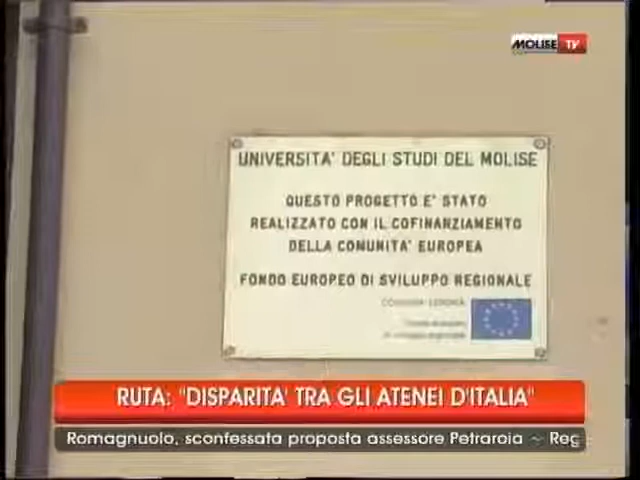 MOLISE TV
UNIVERSITA' DEGLI STUDI DEL MOLISE
QUESTO PROGETTO E' STATO
REALIZZATO CON IL COFINANZIAMENTO
DELLA COMUNITA' EUROPEA
FONDO EUROPEO DI SVILUPPO REGIONALE
RUTA: "DISPARITA' TRA GLI ATENEI D'ITALIA"
Romagnuolo, sconfessata proposta assessore Petraroia ~ Reg